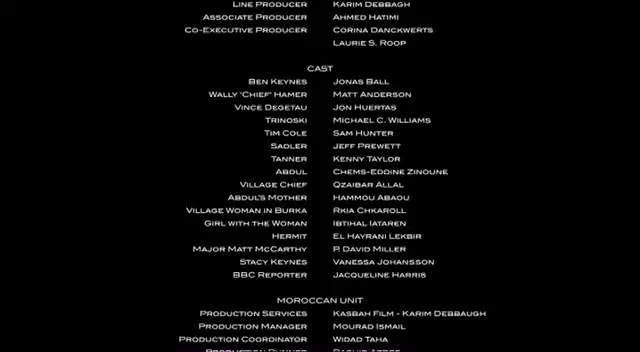 Line Producer Karim Debbagh
Associate Producer Ahmed Hatimi
Co-Executive Producer Corina Danckwerts
Laurie S. Roop
Cast
Ben Keynes Jonas Ball
Wally 'Chief' Hamer Matt Anderson
Vince Degetau Jon Huertas
Trinoski Michael C. Williams
Tim Cole Sam Hunter
Sadler Jeff Prewett
Tanner Kenny Taylor
Abdul Chems-Eddine Zinoune
Village Chief Qzaibar Allal
Abdul's Mother Hammou Abaou
Village Woman in Burka Rkia Chkaroll
Girl with the Woman Ibtihal Iataren
Hermit El Hayrani Lekbir
Major Matt McCarthy P. David Miller
Stacy Keynes Vanessa Johansson
BBC Reporter Jacqueline Harris
Moroccan Unit
Production Services Kasbah Film - Karim Debbaugh
Production Manager Mourad Ismail
Production Coordinator Widad Taha
Production Runner